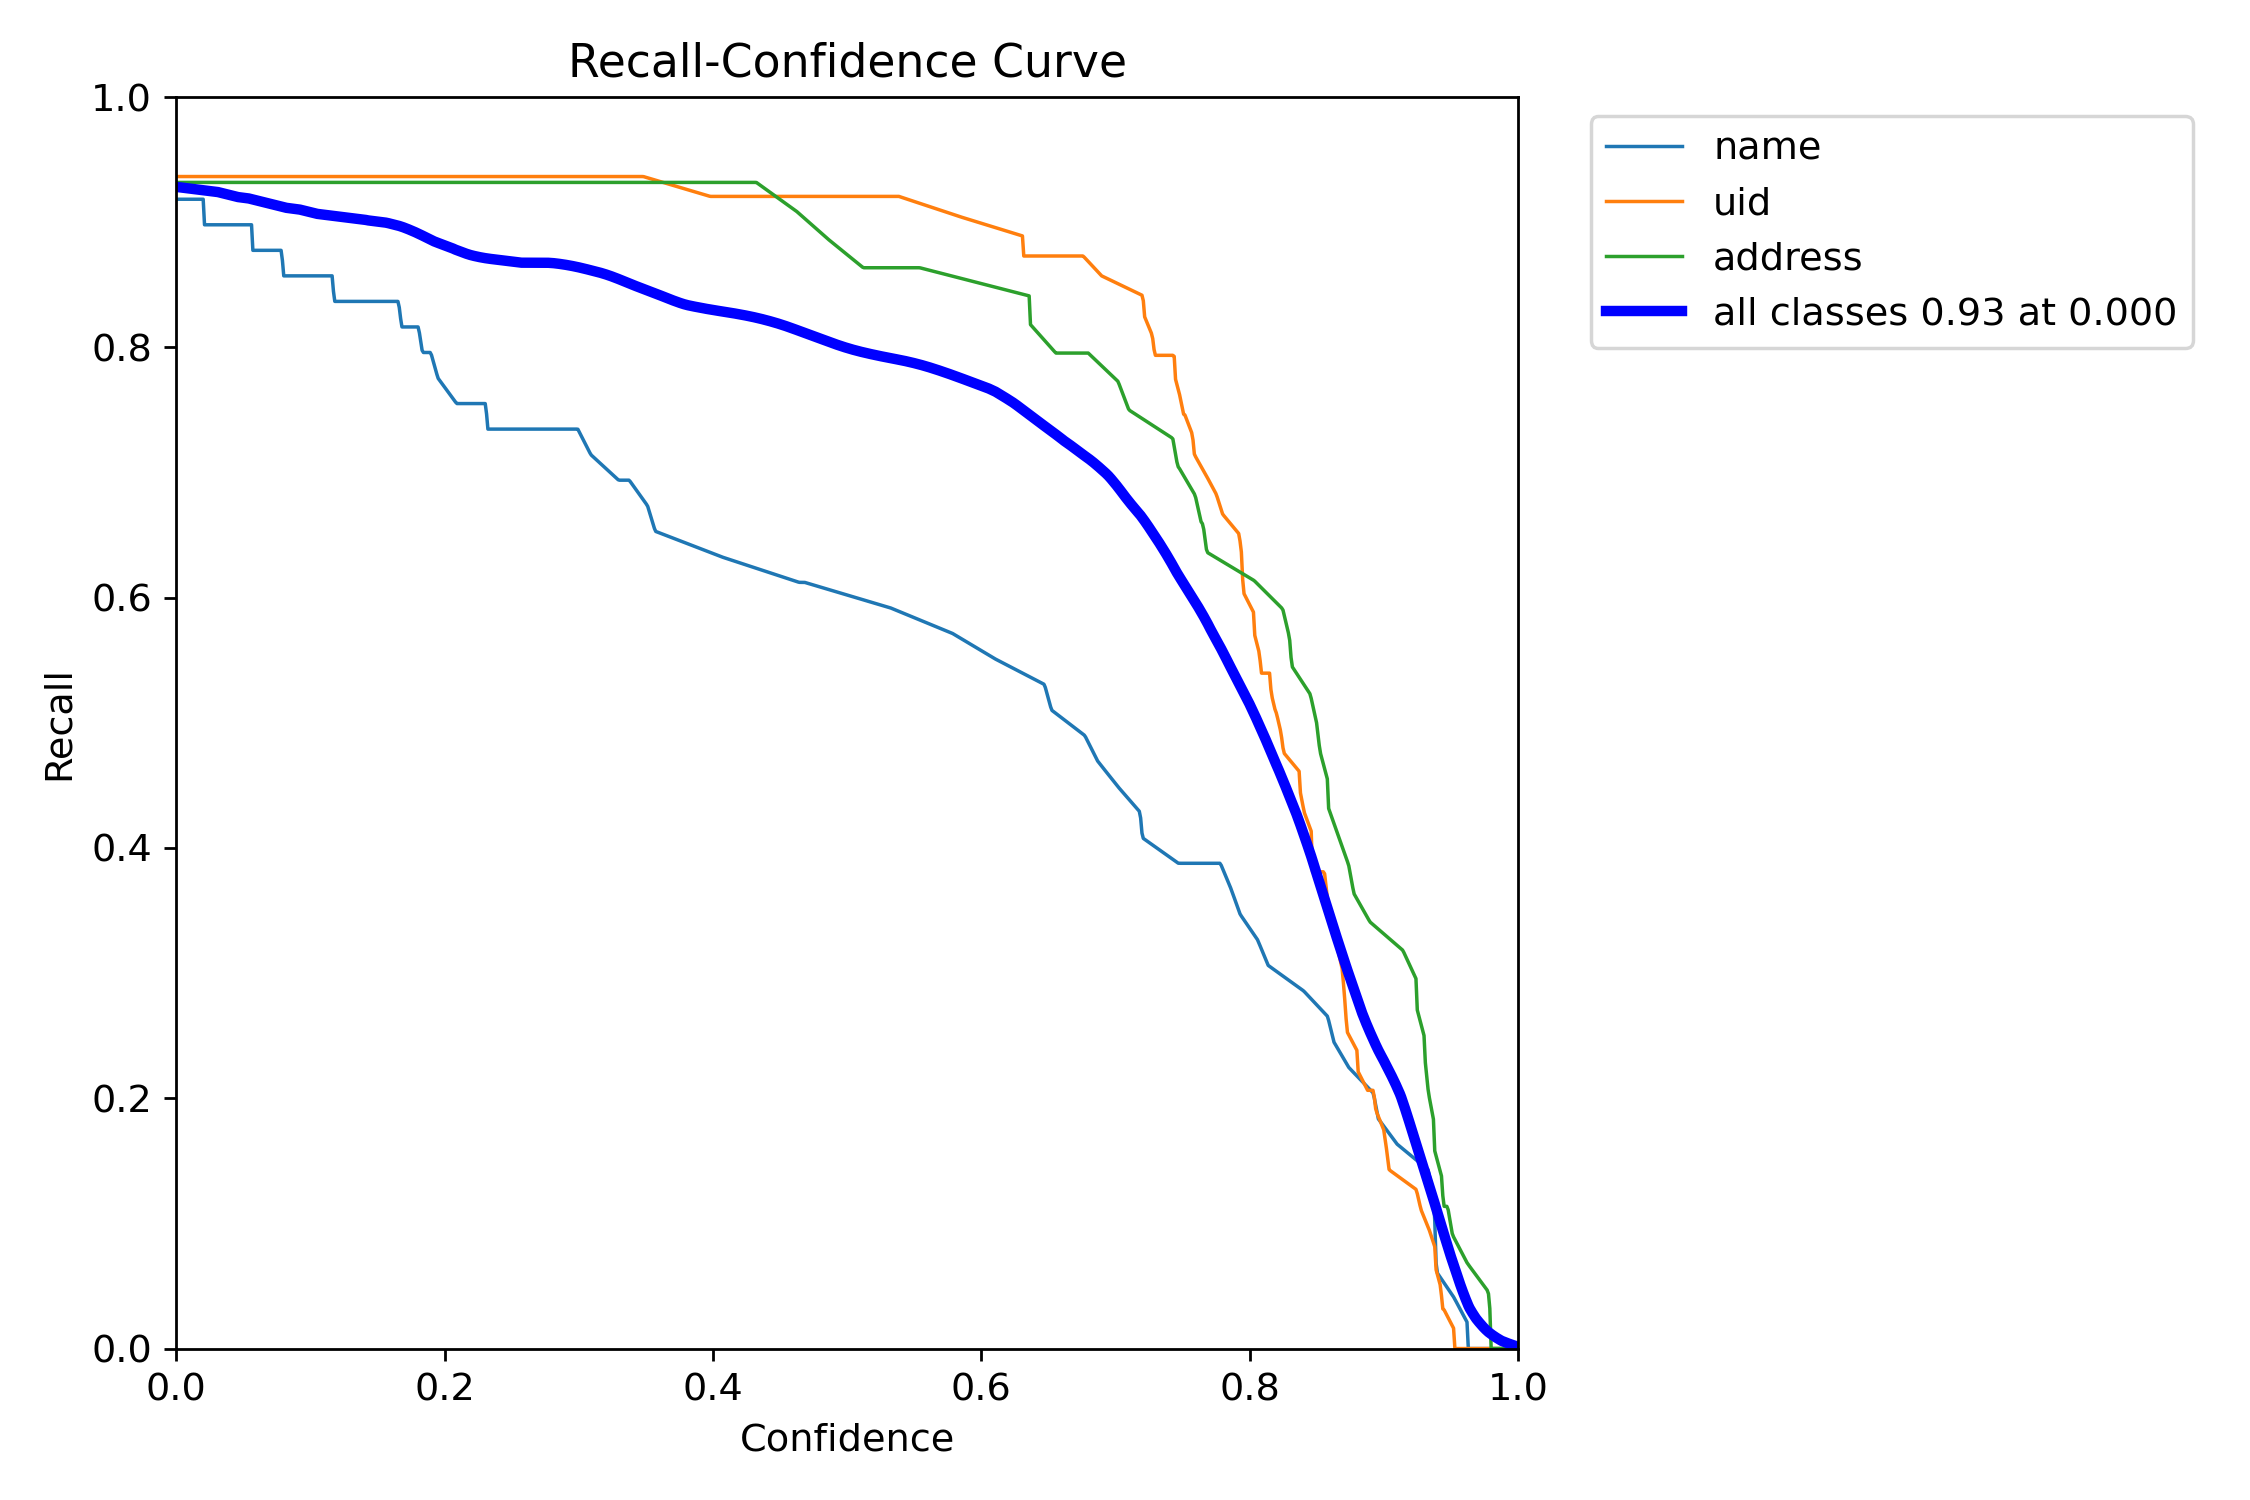 Recall-Confidence Curve
1.0
0.8
0.6
0.4
0.2
0.0
Recall
0.0 0.2 0.4 0.6 0.8 1.0
Confidence
name
uid
address
all classes 0.93 at 0.000